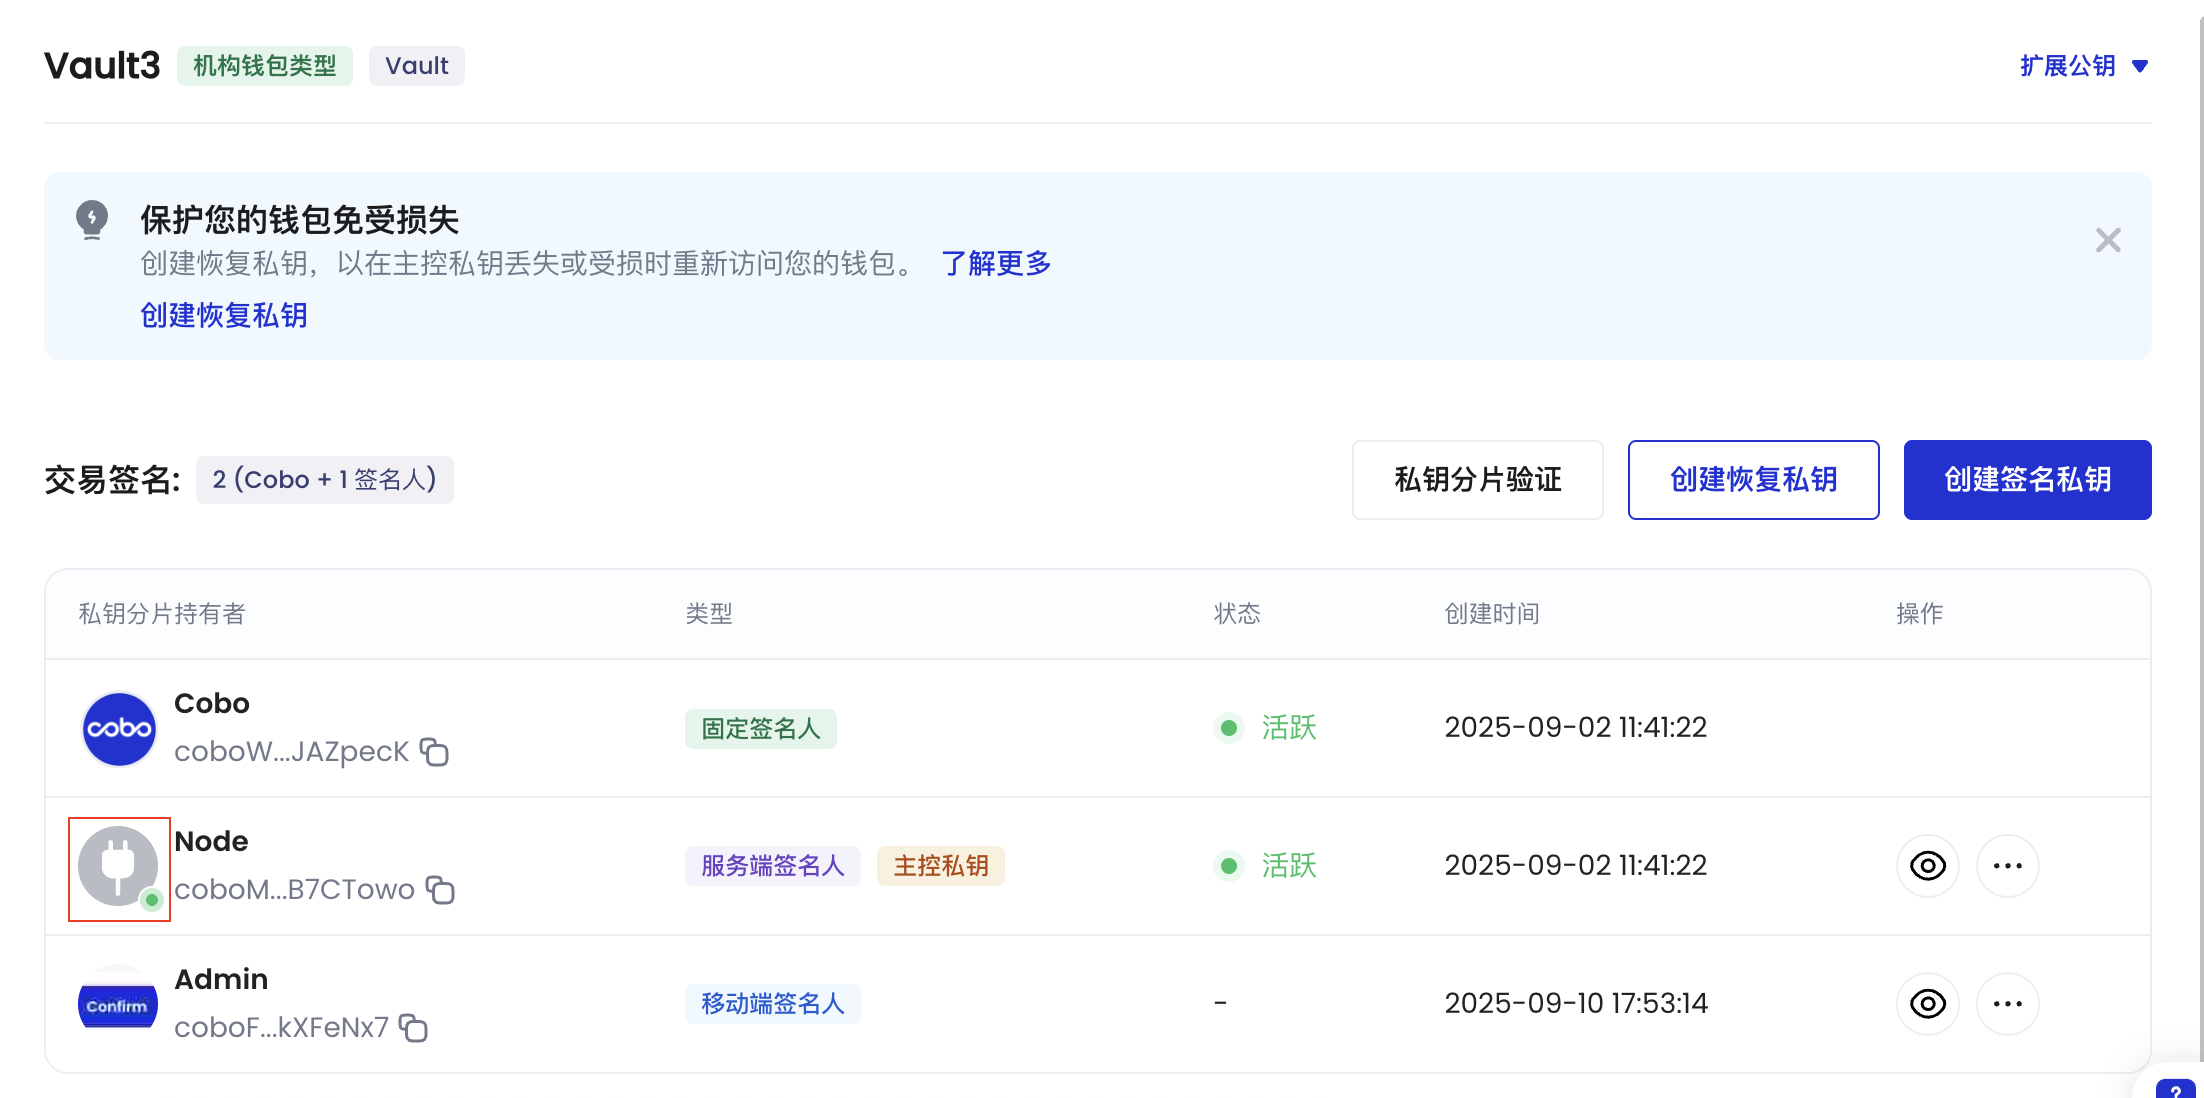 Vault3 机构钱包类型 Vault 扩展公钥
保护您的钱包免受损失
创建恢复私钥，以在主控私钥丢失或受损时重新访问您的钱包。 了解更多
创建恢复私钥
交易签名: 2 (Cobo + 1 签名人) 私钥分片验证 创建恢复私钥 创建签名私钥
私钥分片持有者 类型 状态 创建时间 操作
cobo Cobo
coboW...JAZpecK 固定签名人 活跃 2025-09-02 11:41:22
Node
coboM...B7CTowo 服务端签名人 主控私钥 活跃 2025-09-02 11:41:22
Confirm Admin
coboF...kXFeNx7 移动端签名人 - 2025-09-10 17:53:14
?